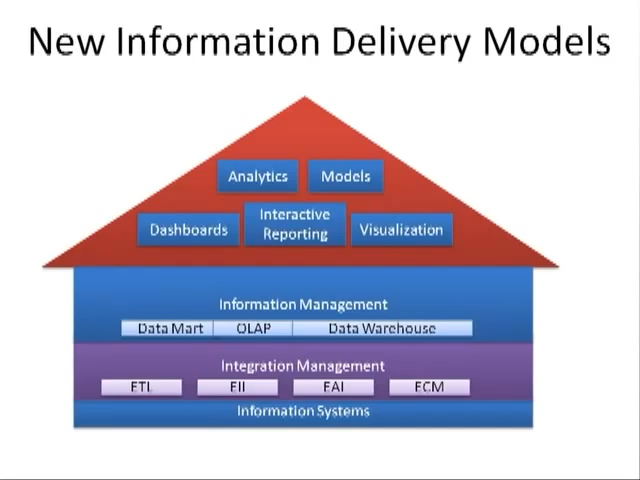 New Information Delivery Models
Analytics Models
Dashboards Interactive Reporting Visualization
Information Management
Data Mart OLAP Data Warehouse
Integration Management
ETL EII EAI ECM
Information Systems